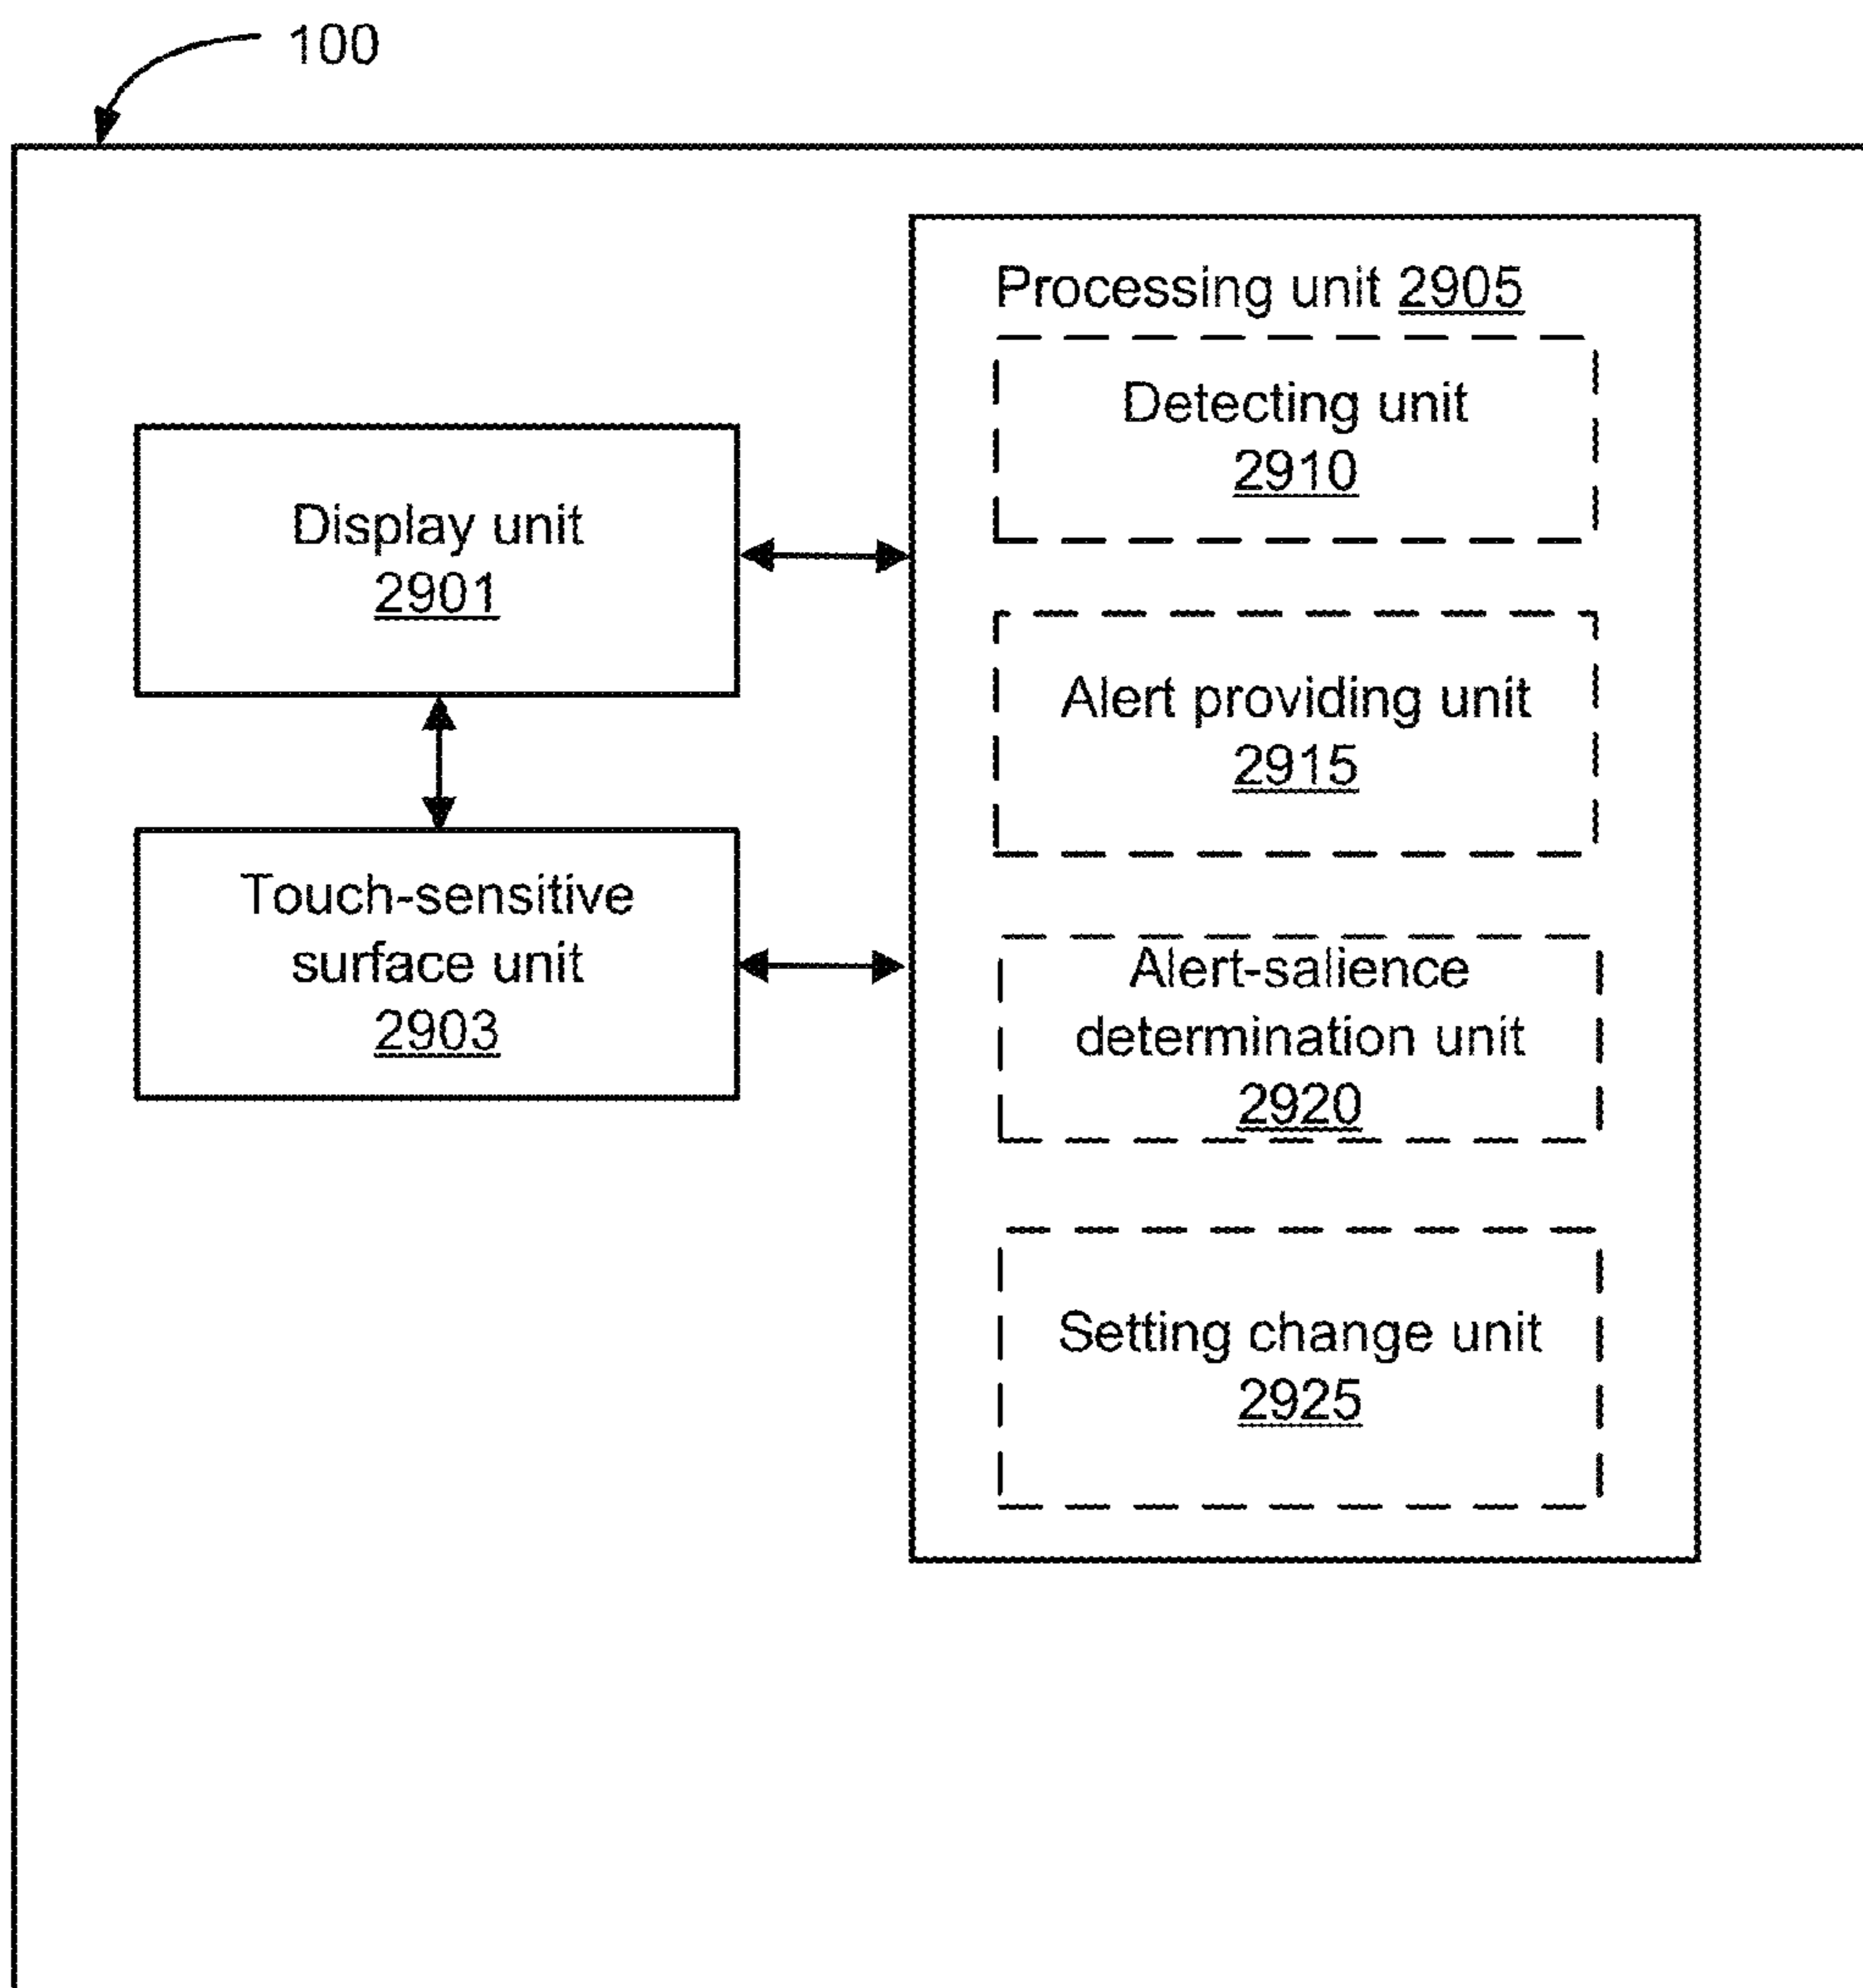 100
Processing unit 2905
Detecting unit
2910
Display unit
2901
Alert providing unit
2915
Touch-sensitive
surface unit
2903
Alert-salience
determination unit
2920
Setting change unit
2925